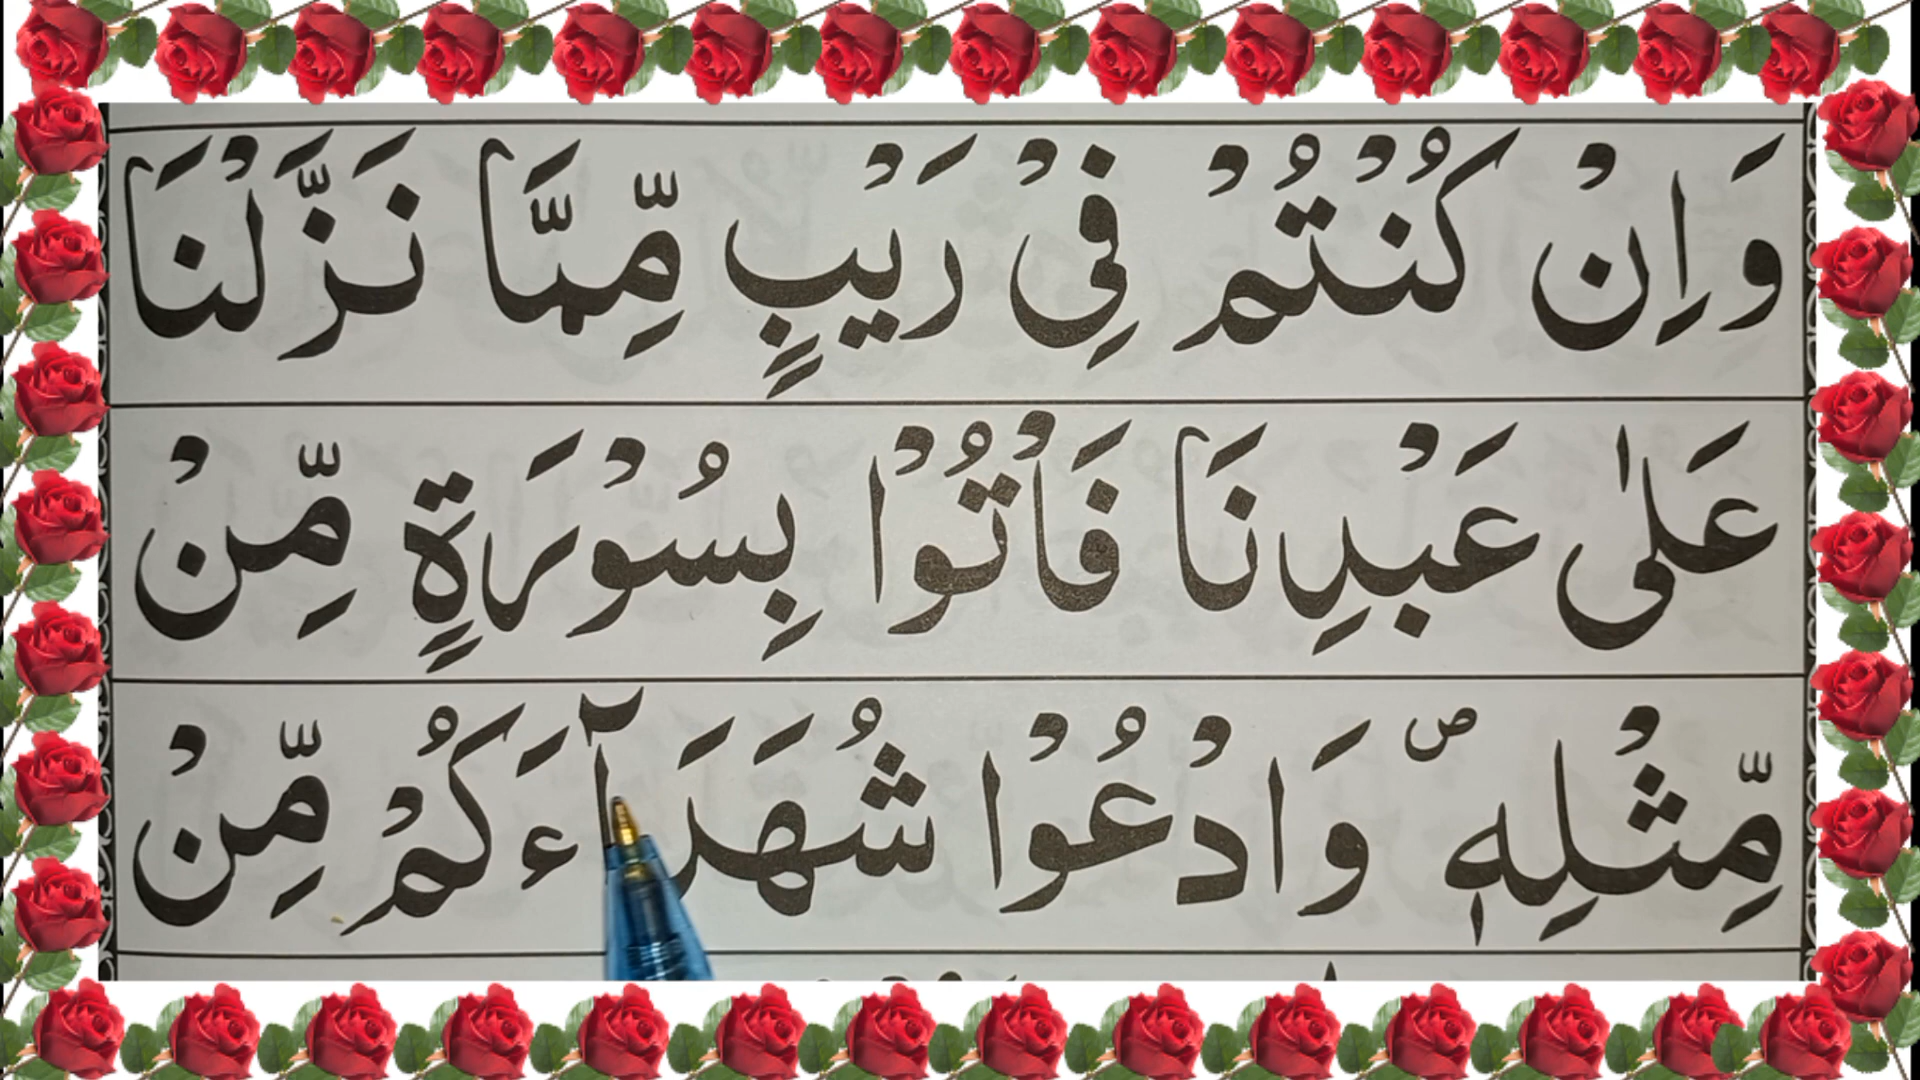 وَاِنْ كُنْتُمْ فِىْ رَيْبٍ مِّمَّا نَزَّلْنَا
عَلٰى عَبْدِنَا فَاْتُوْا بِسُوْرَةٍ مِّنْ
مِّثْلِهٖ ص وَادْعُوْا شُهَدَآءَكُمْ مِّنْ